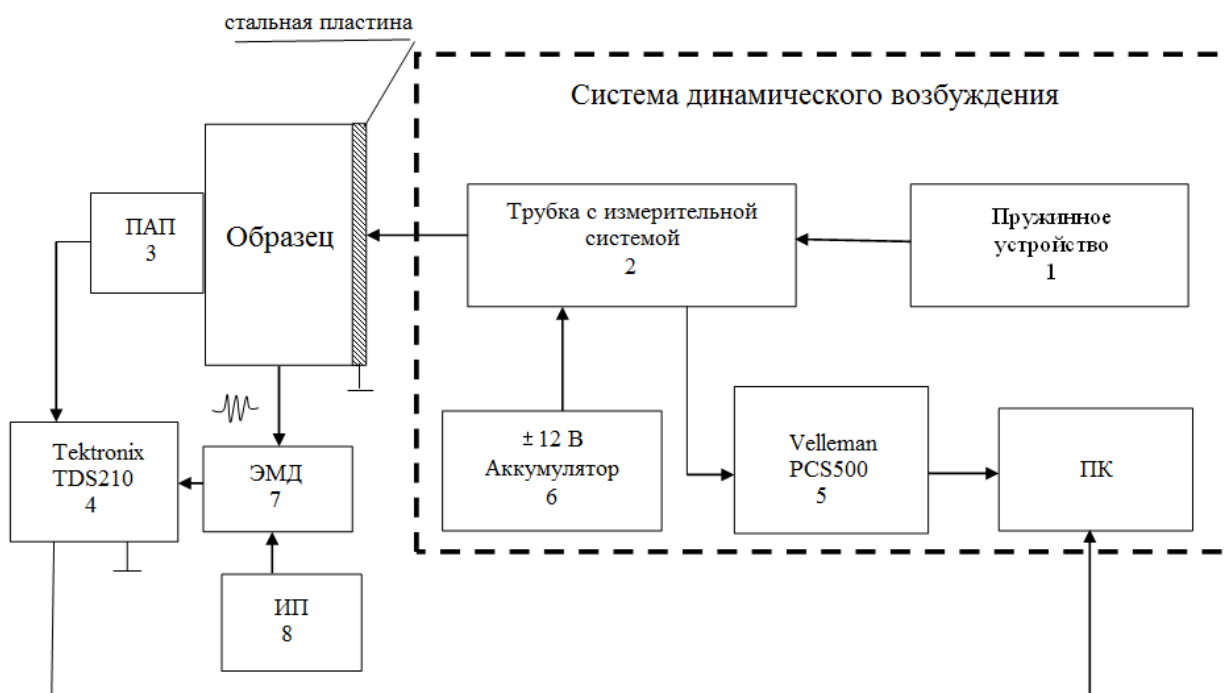 стальная пластина
Система динамического возбуждения
ПАП
3
Образец
Трубка с измерительной
системой
2
Пружинное
устройство
1
Tektronix
TDS210
4
ЭМД
7
± 12 В
Аккумулятор
6
Velleman
PCS500
5
ПК
ИП
8